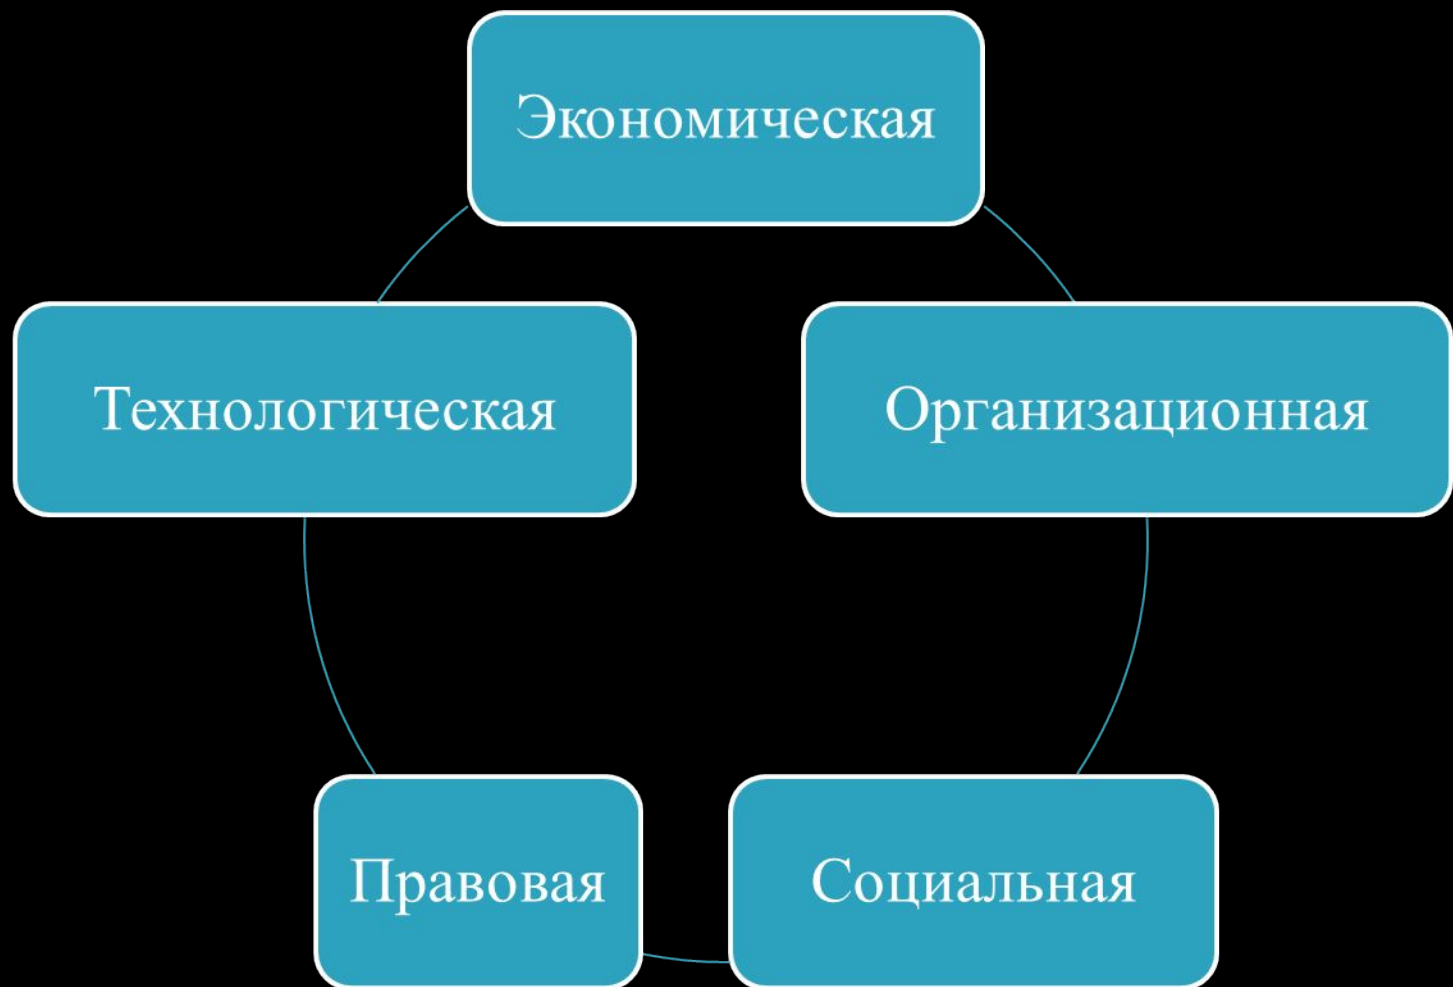 Экономическая
Технологическая
Организационная
Правовая
Социальная